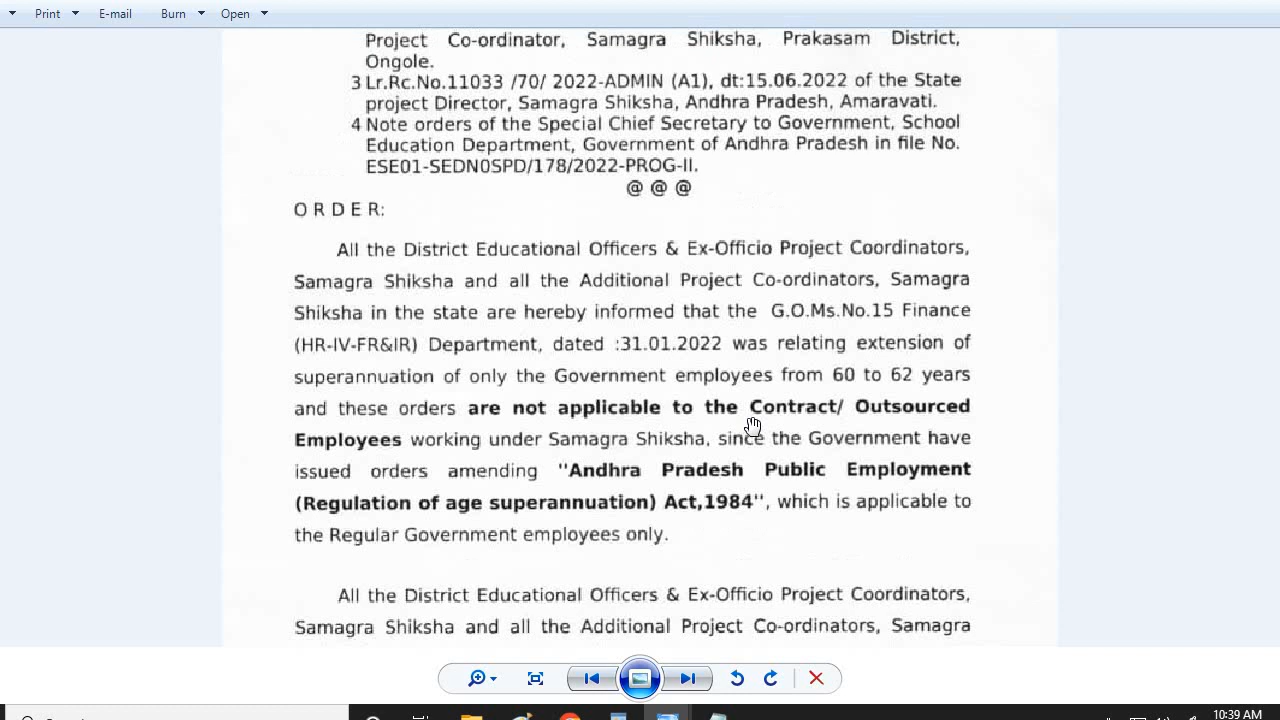 Print E-mail Burn Open
Project Co-ordinator, Samagra Shiksha, Prakasam District,
Ongole.
3 Lr.Rc.No.11033 /70/ 2022-ADMIN (A1), dt:15.06.2022 of the State
project Director, Samagra Shiksha, Andhra Pradesh, Amaravati.
4 Note orders of the Special Chief Secretary to Government, School
Education Department, Government of Andhra Pradesh in file No.
ESE01-SEDN0SPD/178/2022-PROG-II.
@ @ @
O R D E R:
All the District Educational Officers & Ex-Officio Project Coordinators,
Samagra Shiksha and all the Additional Project Co-ordinators, Samagra
Shiksha in the state are hereby informed that the G.O.Ms.No.15 Finance
(HR-IV-FR&IR) Department, dated :31.01.2022 was relating extension of
superannuation of only the Government employees from 60 to 62 years
and these orders are not applicable to the Contract/ Outsourced
Employees working under Samagra Shiksha, since the Government have
issued orders amending "Andhra Pradesh Public Employment
(Regulation of age superannuation) Act,1984", which is applicable to
the Regular Government employees only.
All the District Educational Officers & Ex-Officio Project Coordinators,
Samagra Shiksha and all the Additional Project Co-ordinators, Samagra
10:39 AM